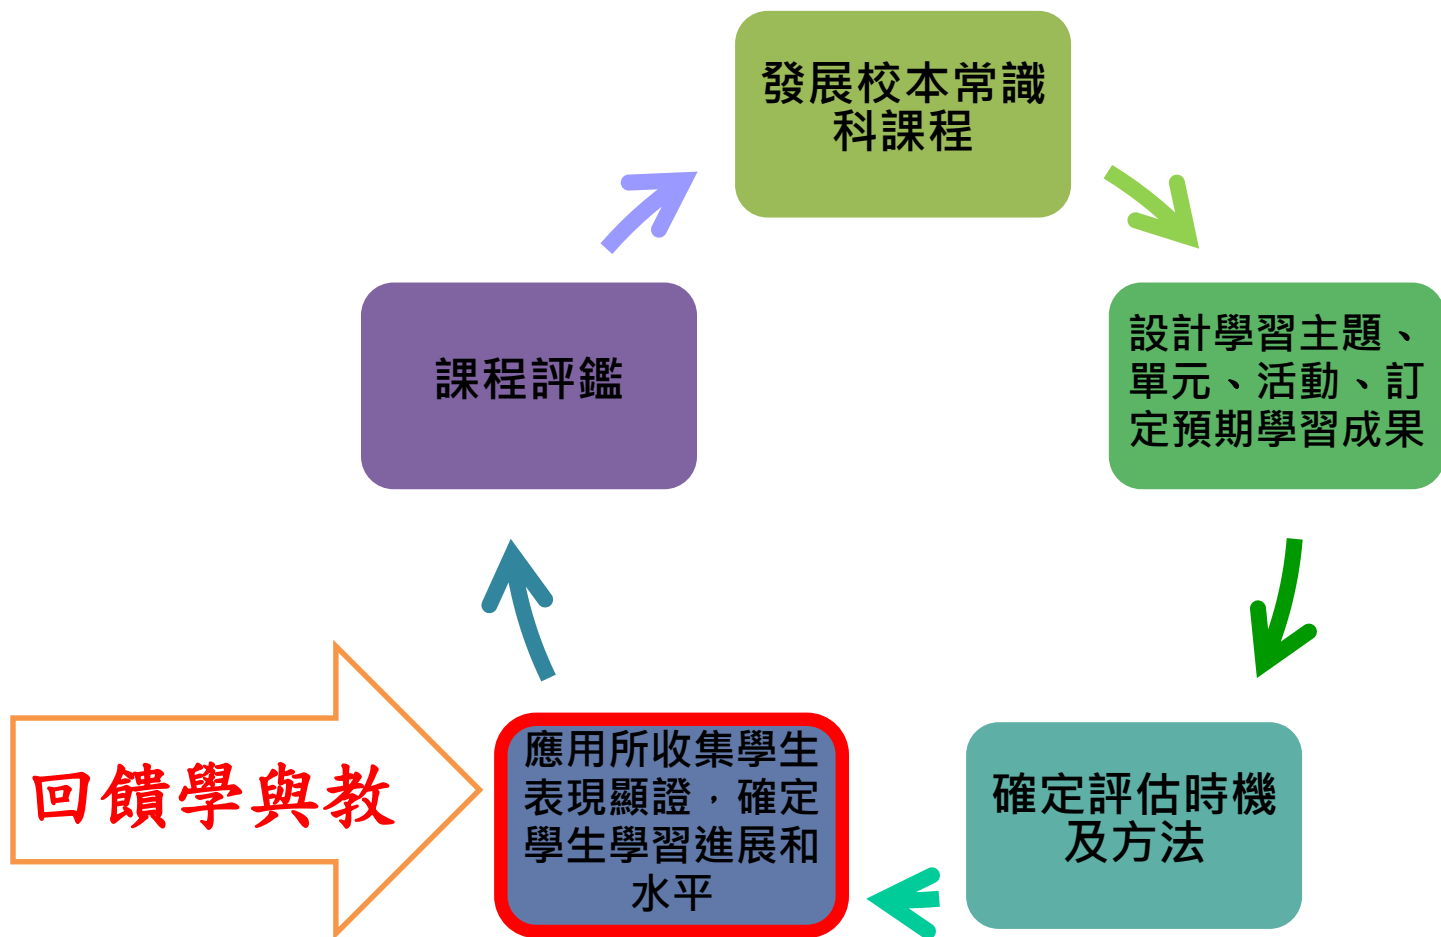 發展校本常識
科課程
設計學習主題、
單元、活動、訂
定預期學習成果
確定評估時機
及方法
應用所收集學生
表現顯證，確定
學生學習進展和
水平
回饋學與教
課程評鑑